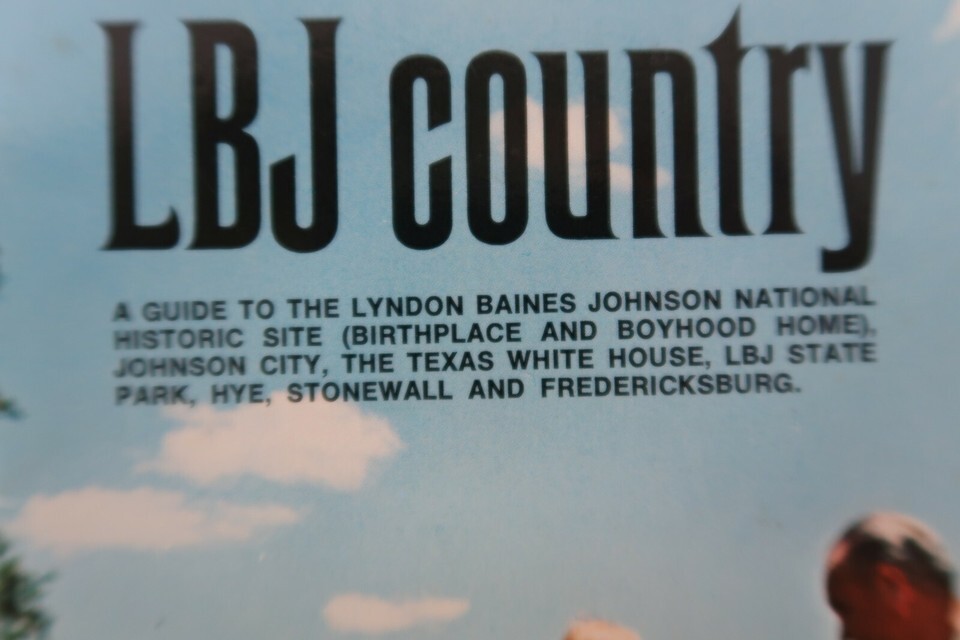 LBJ country
A GUIDE TO THE LYNDON BAINES JOHNSON NATIONAL
HISTORIC SITE (BIRTHPLACE AND BOYHOOD HOME),
JOHNSON CITY, THE TEXAS WHITE HOUSE, LBJ STATE
PARK, HYE, STONEWALL AND FREDERICKSBURG.